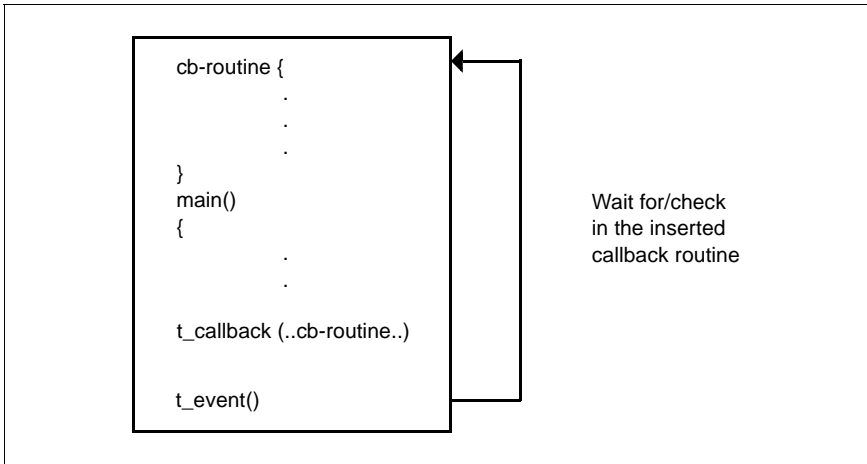 cb-routine {
.
.
.
}
main()
{
.
.
t_callback (..cb-routine..)
t_event()
Wait for/check
in the inserted
callback routine